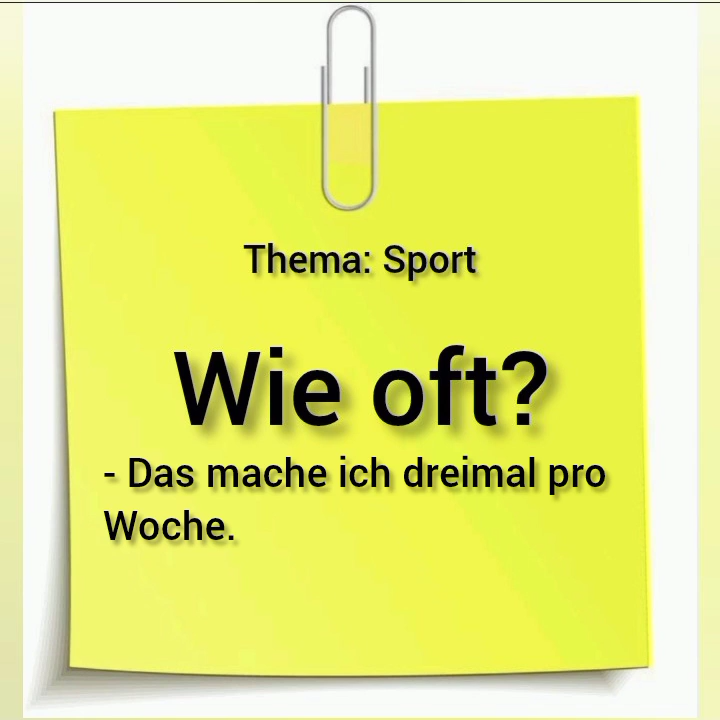 Thema: Sport
Wie oft?
- Das mache ich dreimal pro
Woche.